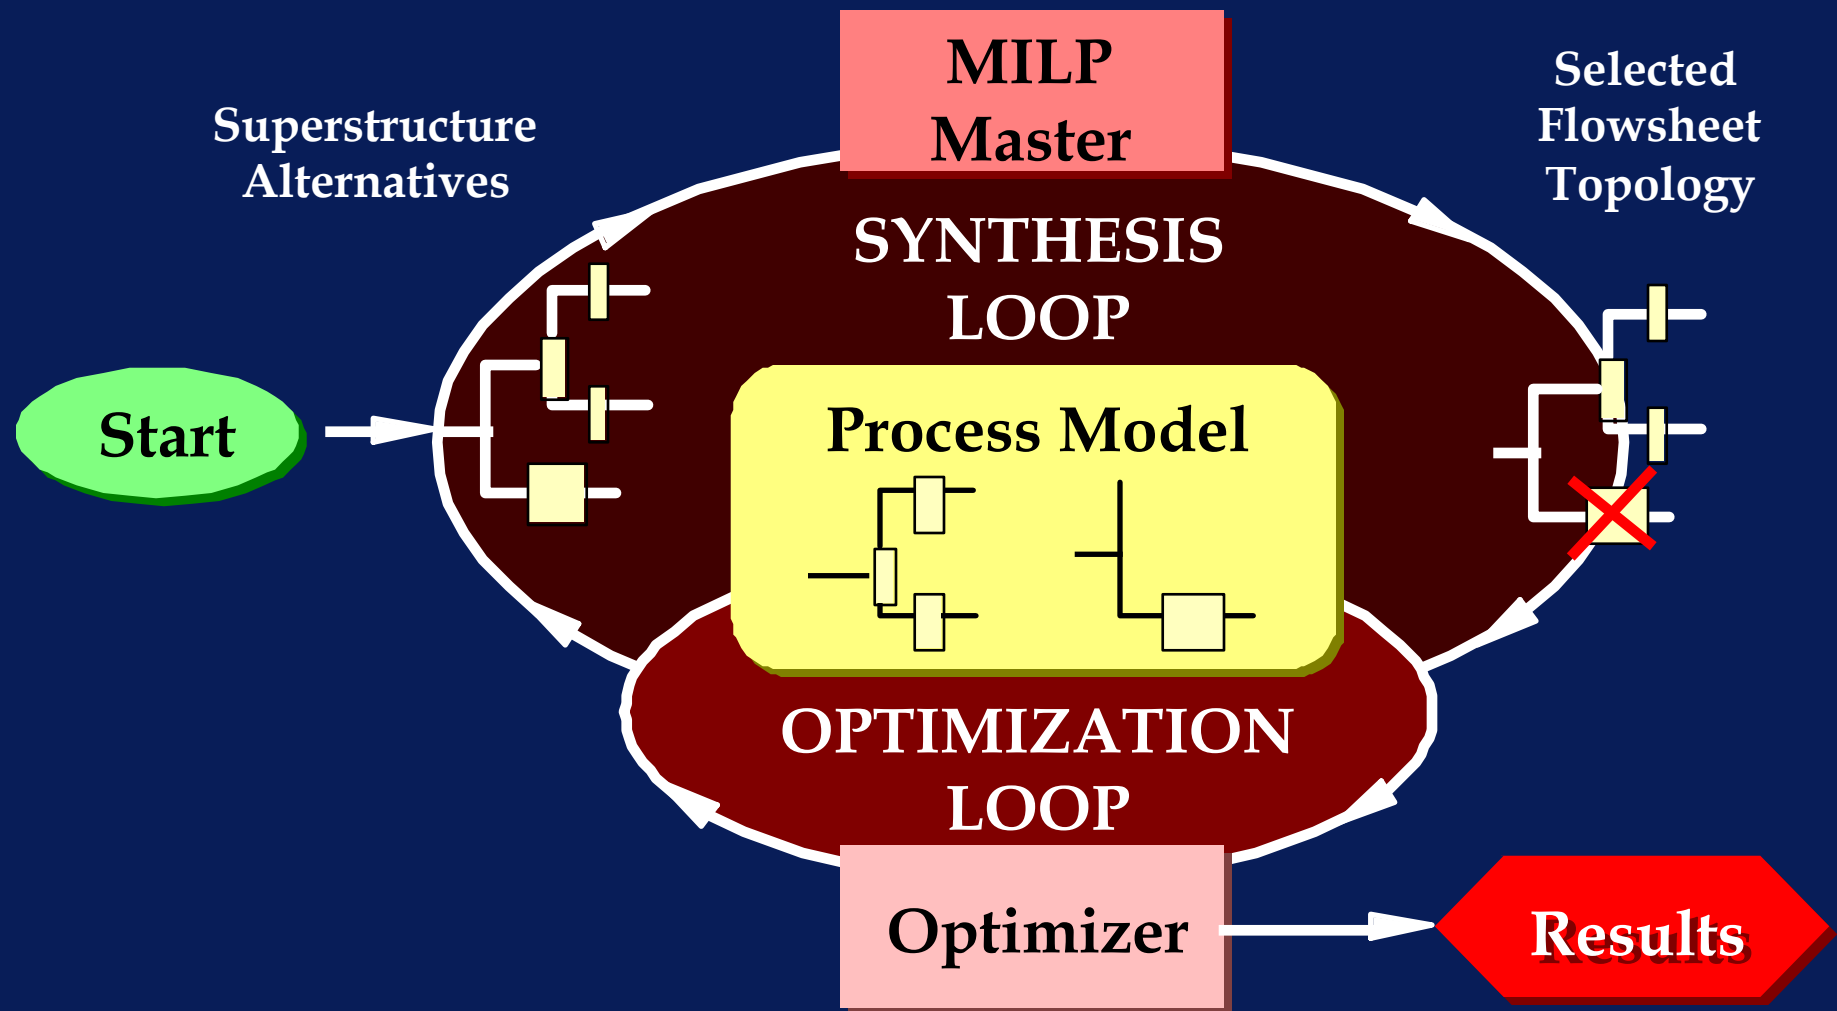 MILP
Master
Superstructure
Alternatives
Selected
Flowsheet
Topology
SYNTHESIS
LOOP
Start
Process Model
OPTIMIZATION
LOOP
Optimizer
Results